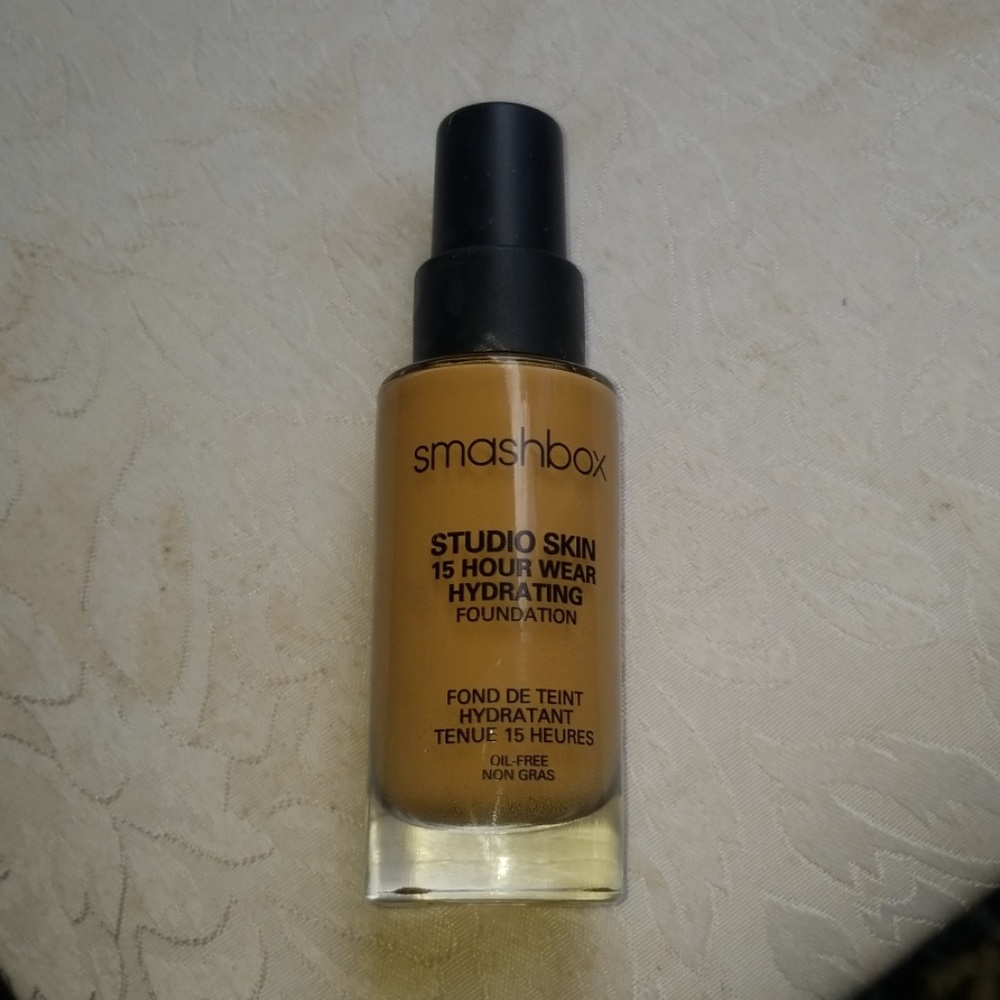 smashbox
STUDIO SKIN
15 HOUR WEAR
HYDRATING
FOUNDATION
FOND DE TEINT
HYDRATANT
TENUE 15 HEURES
OIL-FREE
NON GRAS